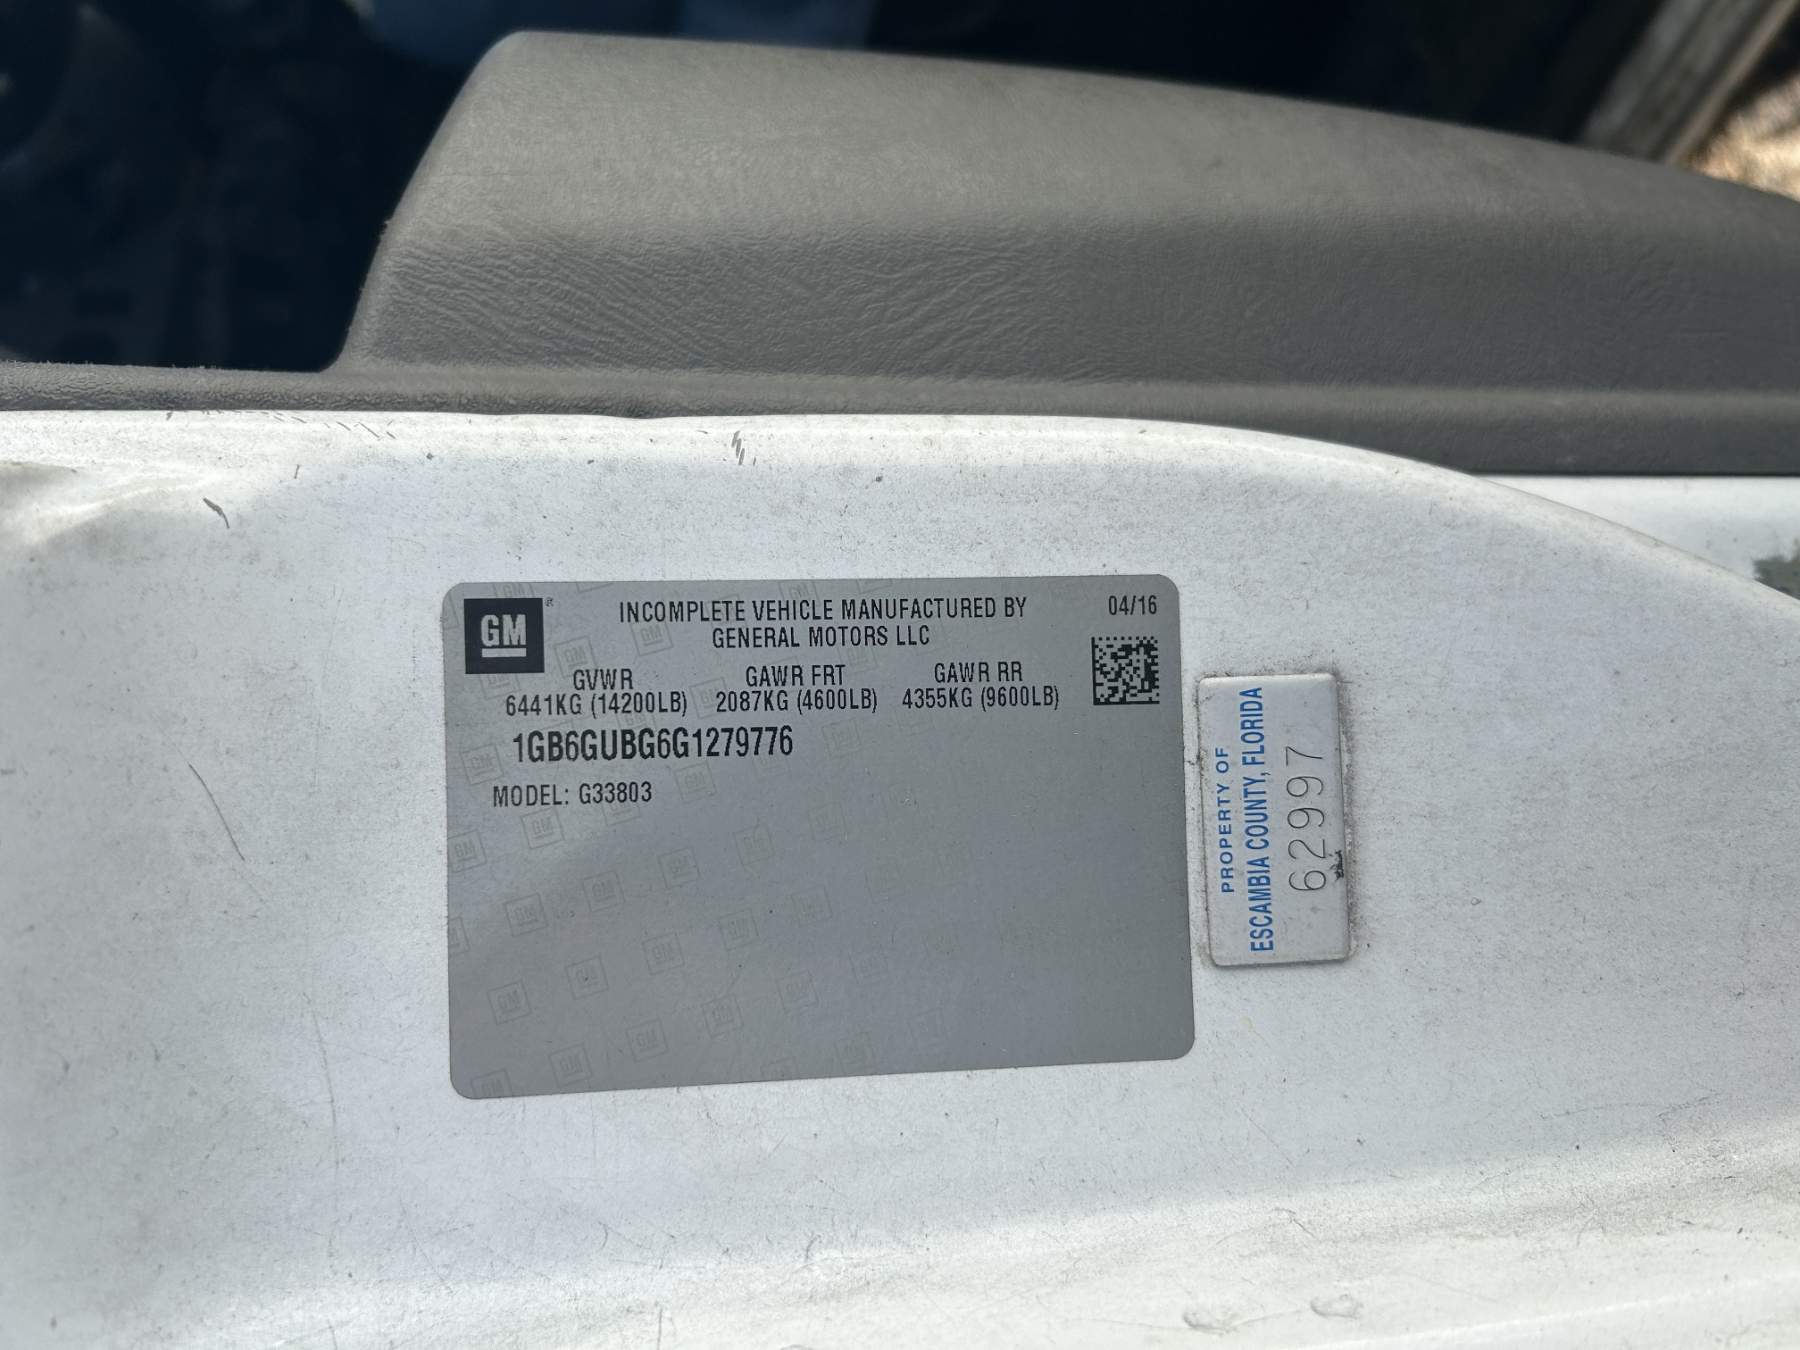 GM
INCOMPLETE VEHICLE MANUFACTURED BY
GENERAL MOTORS LLC
04/16
GVWR GAWR FRT GAWR RR
6441KG (14200LB) 2087KG (4600LB) 4355KG (9600LB)
1GB6GUBG6G1279776
MODEL: G33803
PROPERTY OF
ESCAMBIA COUNTY, FLORIDA
62997